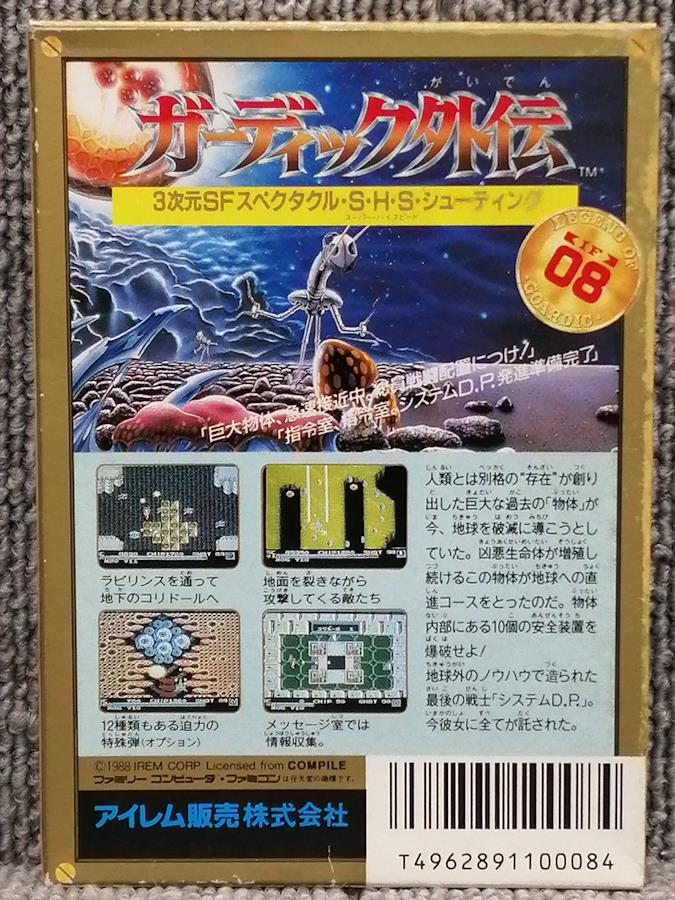 がいでん
ガーディック外伝
TM
3次元SFスペクタクル・S・H・S・シューティング
スーパー・ハイスピード
LEGEND OF
IF
08
GOARDIC
「巨大物体、急速接近中。総員戦闘配置につけ!」
「指令室、指令室。システムD.P.発進準備完了」
ラビリンスを通って
地下のコリドールへ
地面を裂きながら
攻撃してくる敵たち
12種類もある迫力の
特殊弾(オプション)
メッセージ室では
情報収集。
人類とは別格の“存在”が創り
出した巨大な過去の「物体」が
今、地球を破滅に導こうとし
ていた。凶悪生命体が増殖し
続けるこの物体が地球への直
進コースをとったのだ。物体
内部にある10個の安全装置を
爆破せよ!
地球外のノウハウで造られた
最後の戦士「システムD.P.」。
今彼女に全てが託された。
©1988 IREM CORP. Licensed from COMPILE
ファミリーコンピュータ・ファミコンは任天堂の商標です。
アイレム販売株式会社
T4962891100084